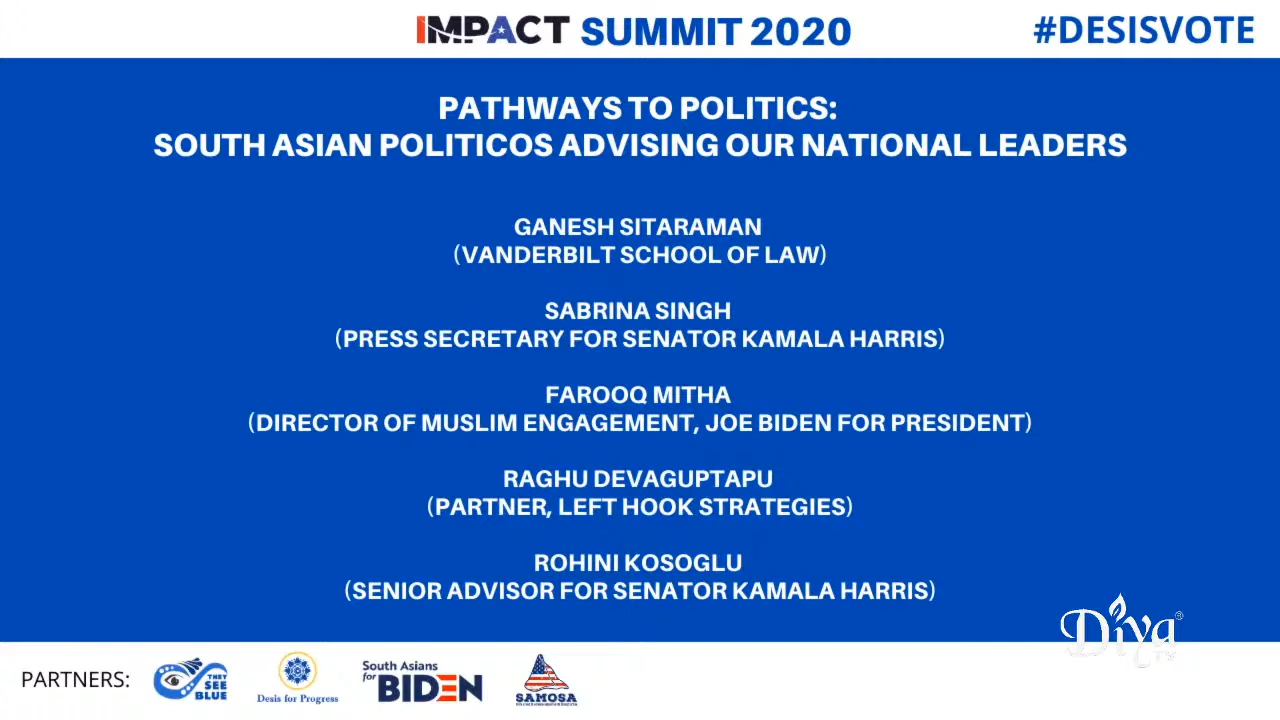 IMPACT SUMMIT 2020
#DESISVOTE
PATHWAYS TO POLITICS:
SOUTH ASIAN POLITICOS ADVISING OUR NATIONAL LEADERS
GANESH SITARAMAN
(VANDERBILT SCHOOL OF LAW)
SABRINA SINGH
(PRESS SECRETARY FOR SENATOR KAMALA HARRIS)
FAROOQ MITHA
(DIRECTOR OF MUSLIM ENGAGEMENT, JOE BIDEN FOR PRESIDENT)
RAGHU DEVAGUPTAPU
(PARTNER, LEFT HOOK STRATEGIES)
ROHINI KOSOGLU
(SENIOR ADVISOR FOR SENATOR KAMALA HARRIS)
Diya®
TV
PARTNERS:
THEY
SEE
BLUE
Desis for Progress
South Asians
for
BIDEN
SAMOSA